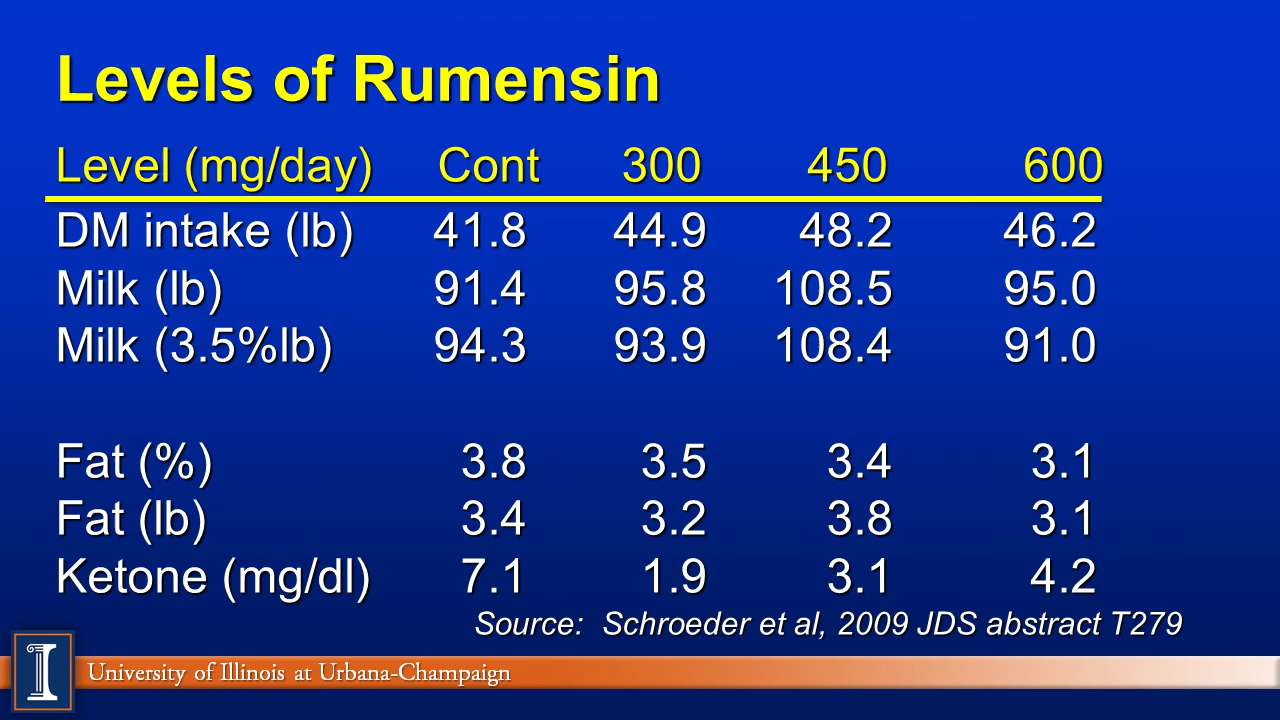 Levels of Rumensin
Level (mg/day) Cont 300 450 600
DM intake (lb) 41.8 44.9 48.2 46.2
Milk (lb) 91.4 95.8 108.5 95.0
Milk (3.5%lb) 94.3 93.9 108.4 91.0
Fat (%) 3.8 3.5 3.4 3.1
Fat (lb) 3.4 3.2 3.8 3.1
Ketone (mg/dl) 7.1 1.9 3.1 4.2
Source: Schroeder et al, 2009 JDS abstract T279
I
University of Illinois at Urbana-Champaign